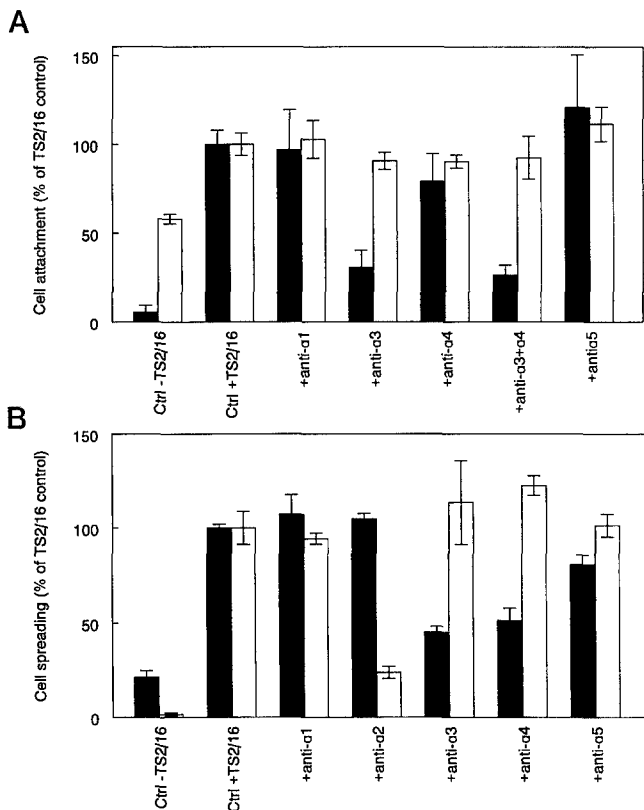 A
Cell attachment (% of TS2/16 control)
150
100
50
0
Ctrl -TS2/16
Ctrl +TS2/16
+anti-α1
+anti-α3
+anti-α4
+anti-α3+α4
+antiα5
B
Cell spreading (% of TS2/16 control)
150
100
50
0
Ctrl -TS2/16
Ctrl +TS2/16
+anti-α1
+anti-α2
+anti-α3
+anti-α4
+anti-α5